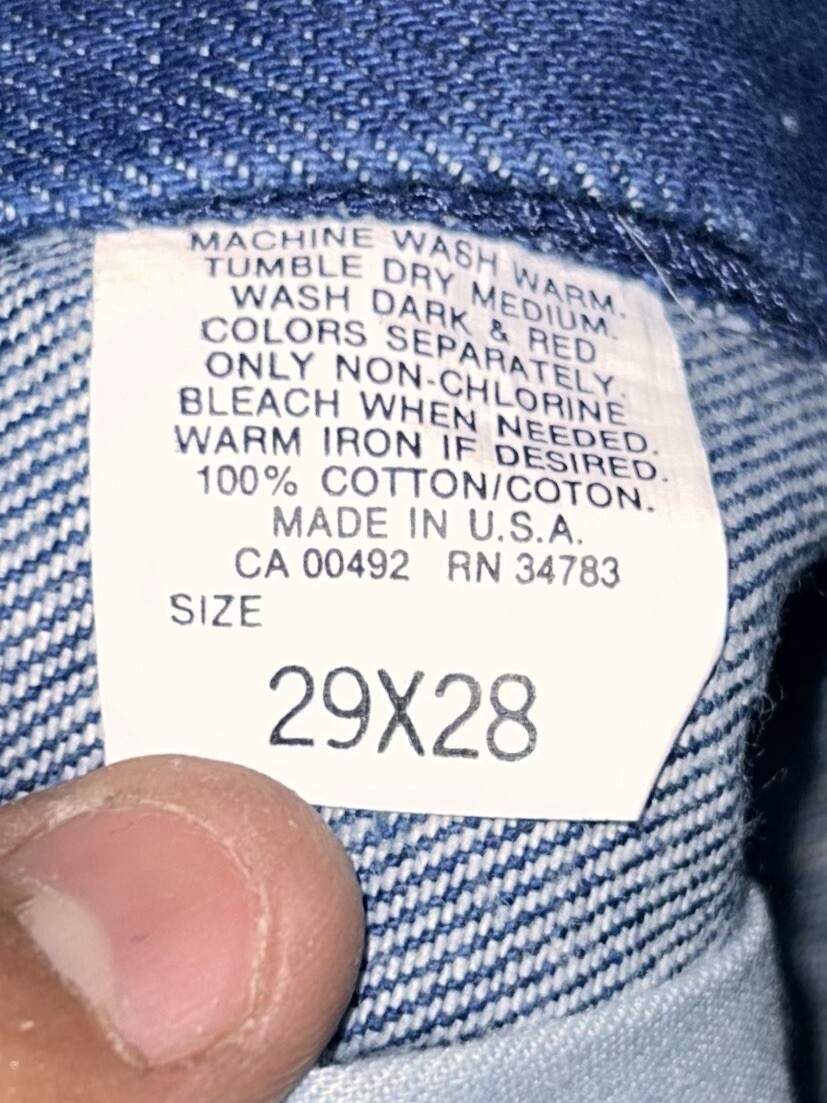 MACHINE WASH WARM.
TUMBLE DRY MEDIUM.
WASH DARK & RED
COLORS SEPARATELY.
ONLY NON-CHLORINE
BLEACH WHEN NEEDED.
WARM IRON IF DESIRED.
100% COTTON/COTON.
MADE IN U.S.A.
CA 00492 RN 34783
SIZE
29X28